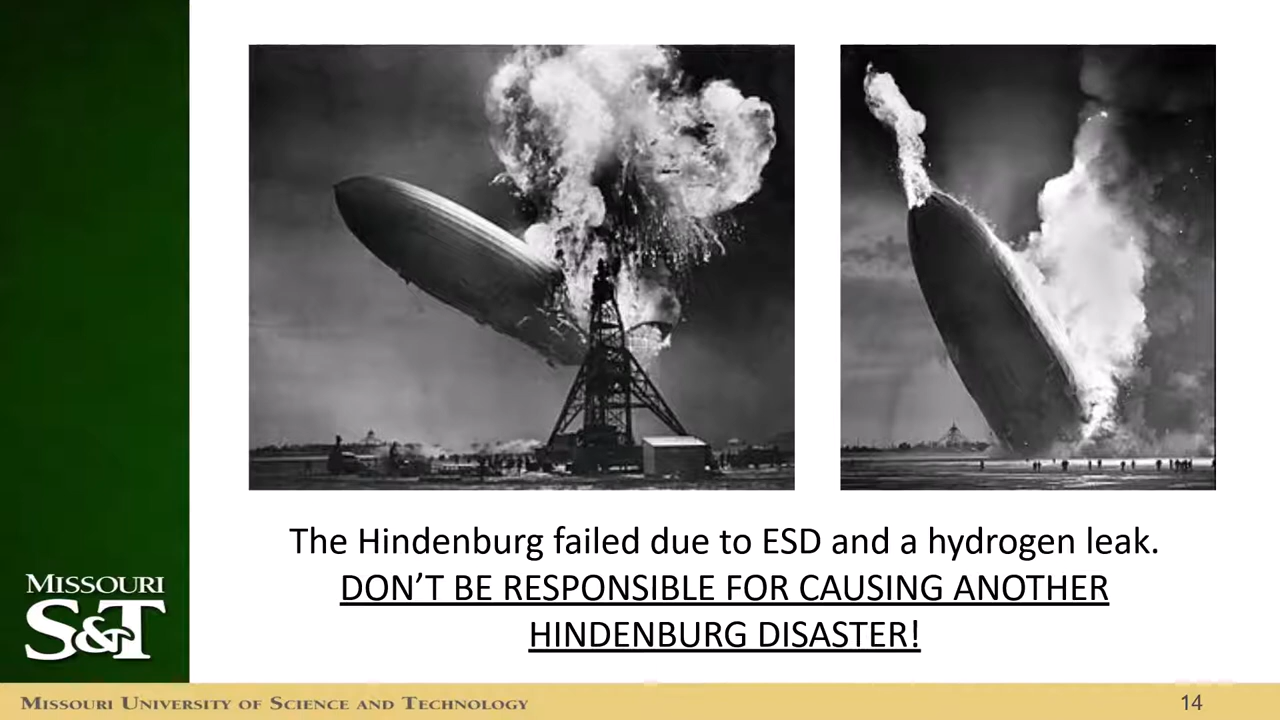 The Hindenburg failed due to ESD and a hydrogen leak.
DON’T BE RESPONSIBLE FOR CAUSING ANOTHER
HINDENBURG DISASTER!
MISSOURI
S&T
MISSOURI UNIVERSITY OF SCIENCE AND TECHNOLOGY
14